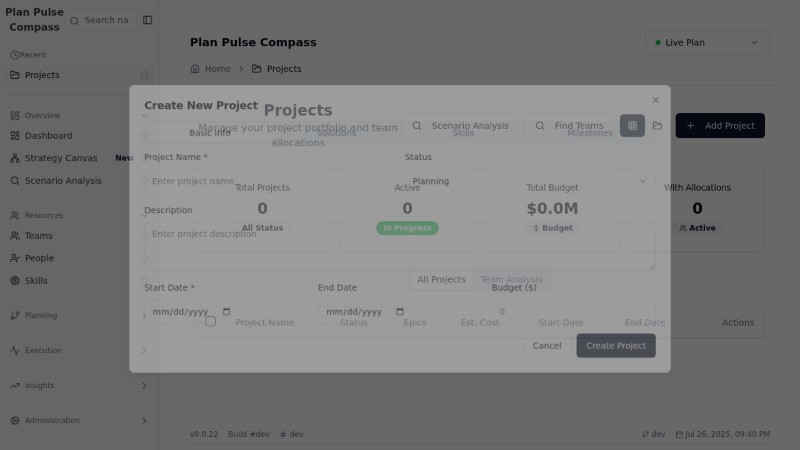 Plan Pulse
Compass
Search na
Recent
Projects
Overview
Dashboard
Strategy Canvas New
Scenario Analysis
Resources
Teams
People
Skills
Planning
Execution
Insights
Administration
Plan Pulse Compass
Live Plan
Home > Projects
Projects
Manage your project portfolio and team
allocations
Scenario Analysis
Find Teams
+ Add Project
Total Projects
0
All Status
Active
0
In Progress
Total Budget
$0.0M
$ Budget
With Allocations
0
Active
All Projects Team Analysis
Project Name Status Epics Est. Cost Start Date End Date Actions
Create New Project
Basic Info Solutions Skills Milestones
Project Name *
Enter project name
Status
Planning
Description
Enter project description
Start Date *
mm/dd/yyyy
End Date
mm/dd/yyyy
Budget ($)
0
Cancel
Create Project
v0.0.22 Build #dev # dev
dev Jul 26, 2025, 09:40 PM